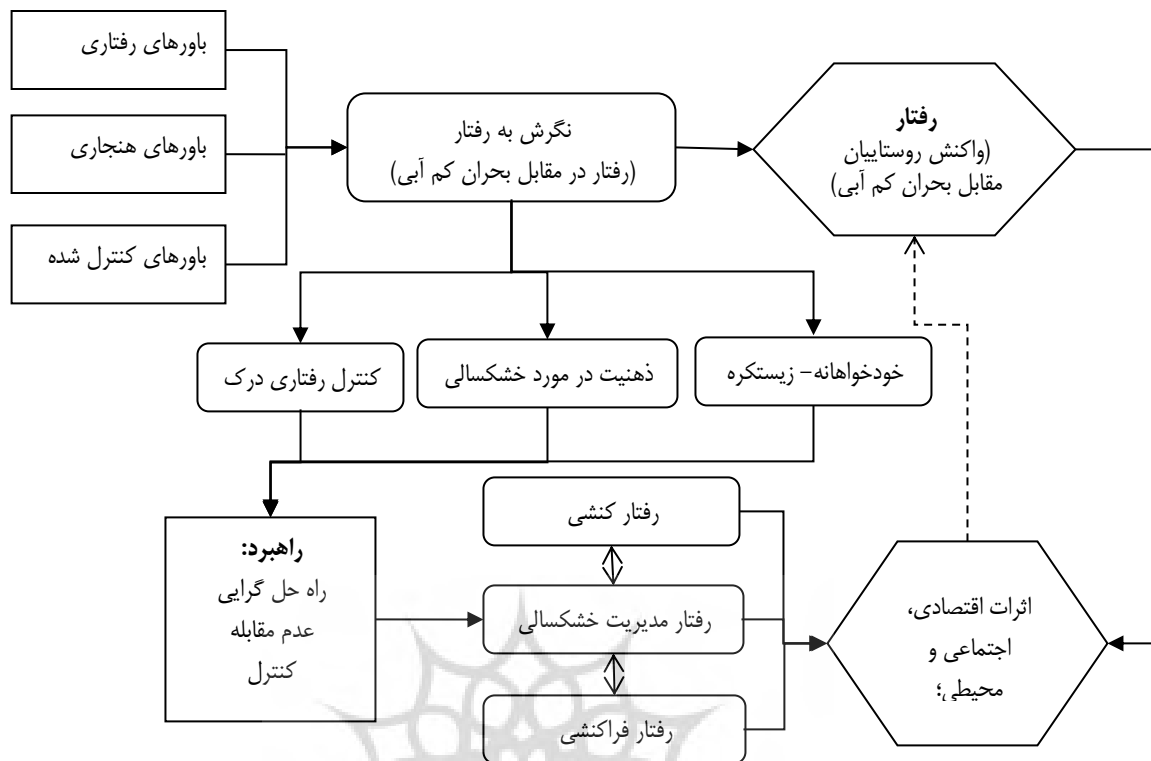 باورهای رفتاری
باورهای هنجاری
باورهای کنترل شده
نگرش به رفتار
(رفتار در مقابل بحران کم آبی)
رفتار
(واکنش روستاییان
مقابل بحران کم آبی)
خودخواهانه- زیستکره
ذهنیت در مورد خشکسالی
کنترل رفتاری درک
راهبرد:
راه حل گرایی
عدم مقابله
کنترل
رفتار کنشی
رفتار مدیریت خشکسالی
رفتار فراکنشی
اثرات اقتصادی،
اجتماعی و
محیطی؛